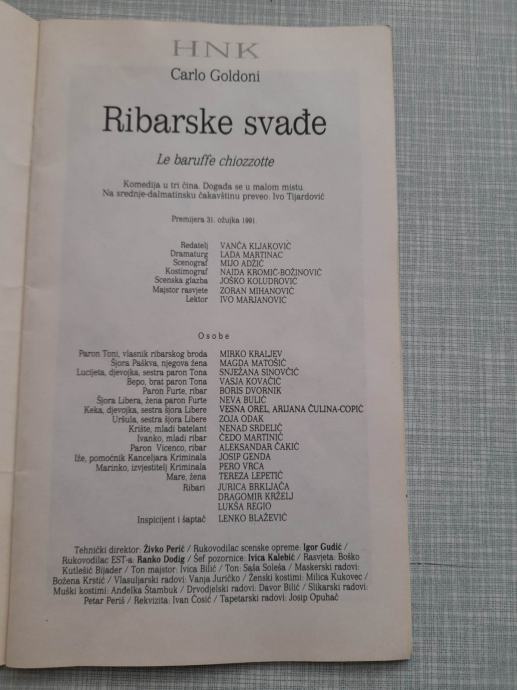 HNK
Carlo Goldoni
Ribarske svađe
Le baruffe chiozzotte
Komedija u tri čina. Događa se u malom mistu.
Na srednje-dalmatinsku čakavštinu preveo: Ivo Tijardović
Premijera 31. ožujka 1991.
Redatelj VANČA KLJAKOVIĆ
Dramaturg LADA MARTINAC
Scenograf MIJO ADŽIĆ
Kostimograf NAJDA KROMIĆ-BOŽINOVIĆ
Scenska glazba JOŠKO KOLUDROVIĆ
Majstor rasvjete ZORAN MIHANOVIĆ
Lektor IVO MARJANOVIĆ
Osobe
Paron Toni, vlasnik ribarskog broda MIRKO KRALJEV
Šjora Paškva, njegova žena MAGDA MATOŠIĆ
Lucijeta, djevojka, sestra paron Tona SNJEŽANA SINOVČIĆ
Bepo, brat paron Tona VASJA KOVAČIĆ
Paron Furte, ribar BORIS DVORNIK
Šjora Libera, žena paron Furte NEVA BULIĆ
Keka, djevojka, sestra šjora Libere VESNA OREL, ARIJANA ČULINA-COPIĆ
Uršula, sestra šjora Libere ZOJA ODAK
Krište, mladi batelant NENAD SRDELIĆ
Ivanko, mladi ribar ČEDO MARTINIĆ
Paron Vicenco, ribar ALEKSANDAR ČAKIĆ
Iže, pomoćnik Kanceljara Kriminala JOSIP GENDA
Marinko, izvjestitelj Kriminala PERO VRCA
Mare, žena TEREZA LEPETIĆ
Ribari JURICA BRKLJAČA
DRAGOMIR KRŽELJ
LUKŠA REGIO
Inspicijent i šaptač LENKO BLAŽEVIĆ
Tehnički direktor: Živko Perić / Rukovodilac scenske opreme: Igor Gudić /
Rukovodilac EST-a: Ranko Dodig / Šef pozornice: Ivica Kalebić / Rasvjeta: Boško
Kutlešić Bijader / Ton majstor: Ivica Bilić / Ton: Saša Soleša / Maskerski radovi:
Božena Krstić / Vlasuljarski radovi: Vanja Juričko / Ženski kostimi: Milica Kukovec /
Muški kostimi: Anđelka Štambuk / Drvodjelski radovi: Davor Bilić / Slikarski radovi:
Petar Periš / Rekvizita: Ivan Ćosić / Tapetarski radovi: Josip Opuhač